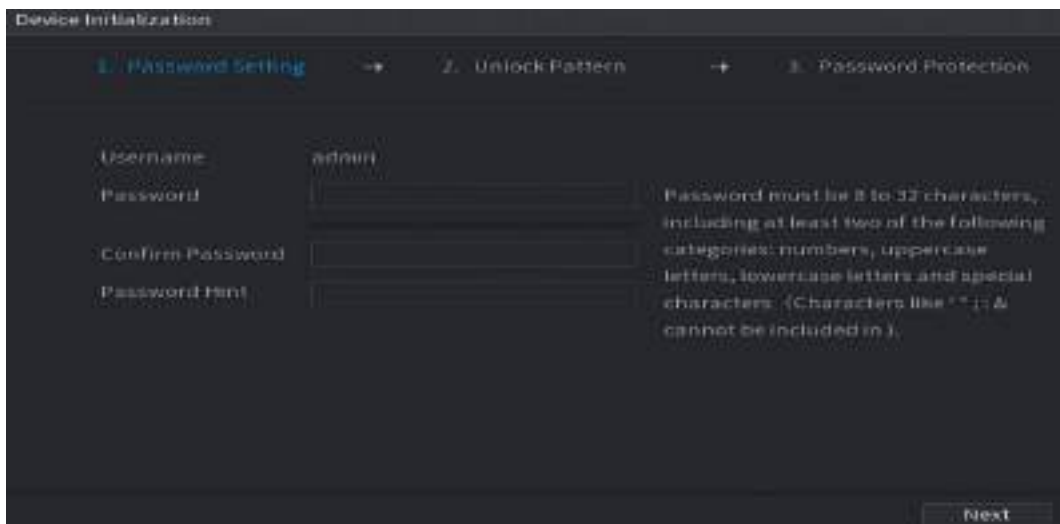 Device Initialization
1. Password Setting → 2. Unlock Pattern → 3. Password Protection
Username admin
Password
Password must be 8 to 32 characters,
including at least two of the following
Confirm Password
categories: numbers, uppercase
letters, lowercase letters and special
Password Hint
characters (Characters like ' " ; : &
cannot be included in ).
Next